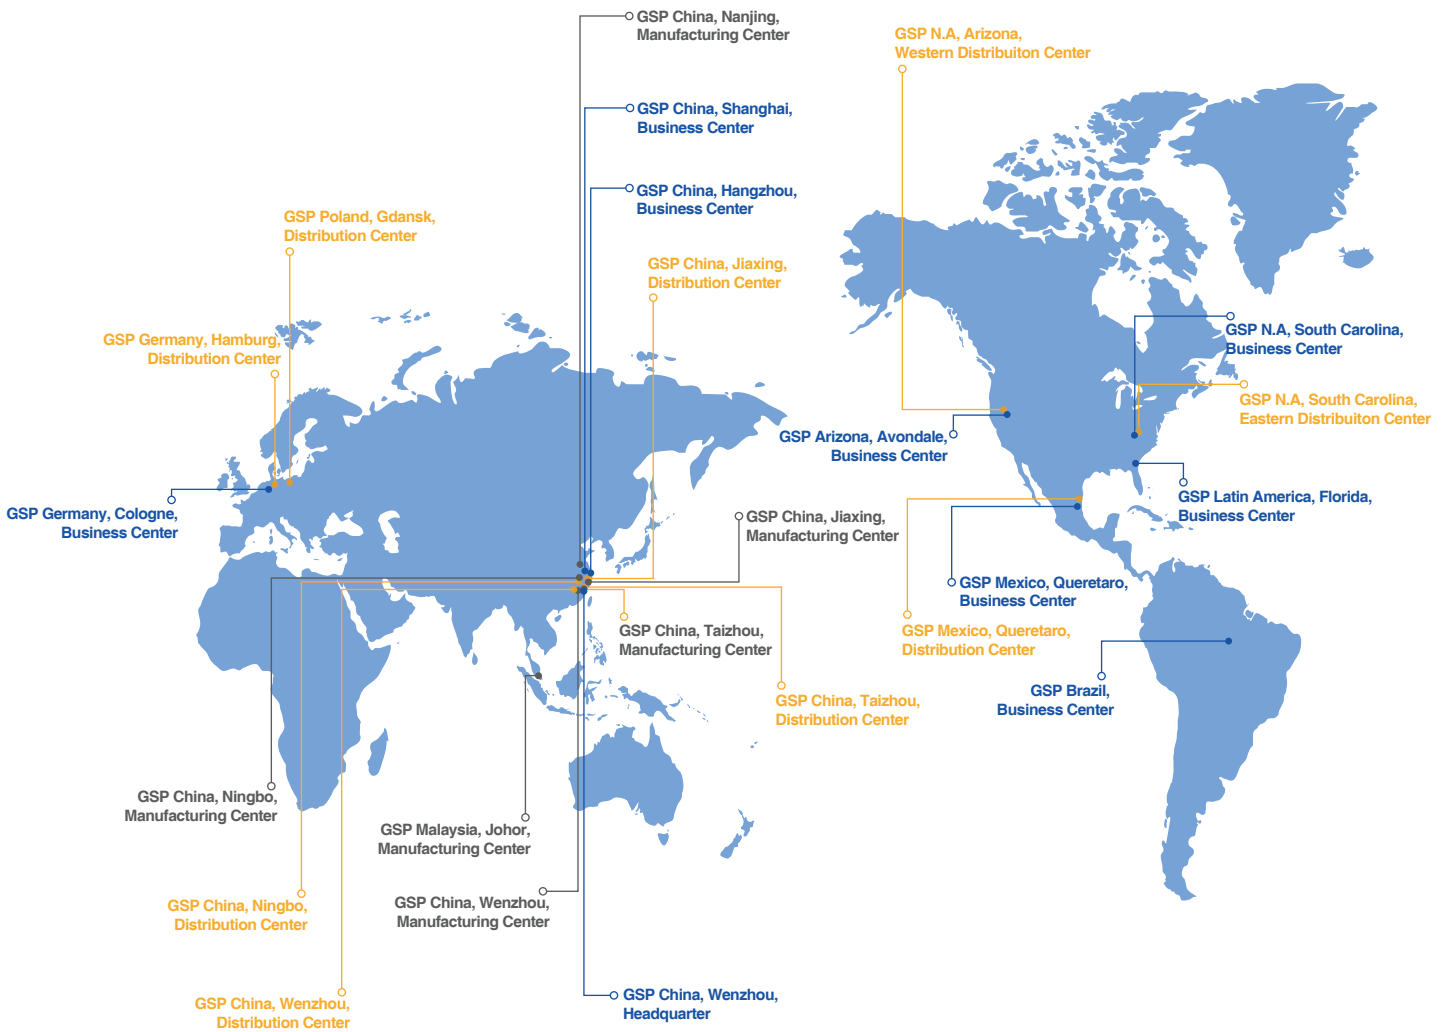 GSP China, Nanjing,
Manufacturing Center
GSP N.A, Arizona,
Western Distribuiton Center
GSP China, Shanghai,
Business Center
GSP China, Hangzhou,
Business Center
GSP Poland, Gdansk,
Distribution Center
GSP China, Jiaxing,
Distribution Center
GSP Germany, Hamburg,
Distribution Center
GSP N.A, South Carolina,
Business Center
GSP N.A, South Carolina,
Eastern Distribuiton Center
GSP Arizona, Avondale,
Business Center
GSP Latin America, Florida,
Business Center
GSP Germany, Cologne,
Business Center
GSP China, Jiaxing,
Manufacturing Center
GSP Mexico, Queretaro,
Business Center
GSP China, Taizhou,
Manufacturing Center
GSP Mexico, Queretaro,
Distribution Center
GSP Brazil,
Business Center
GSP China, Taizhou,
Distribution Center
GSP China, Ningbo,
Manufacturing Center
GSP Malaysia, Johor,
Manufacturing Center
GSP China, Wenzhou,
Manufacturing Center
GSP China, Ningbo,
Distribution Center
GSP China, Wenzhou,
Distribution Center
GSP China, Wenzhou,
Headquarter